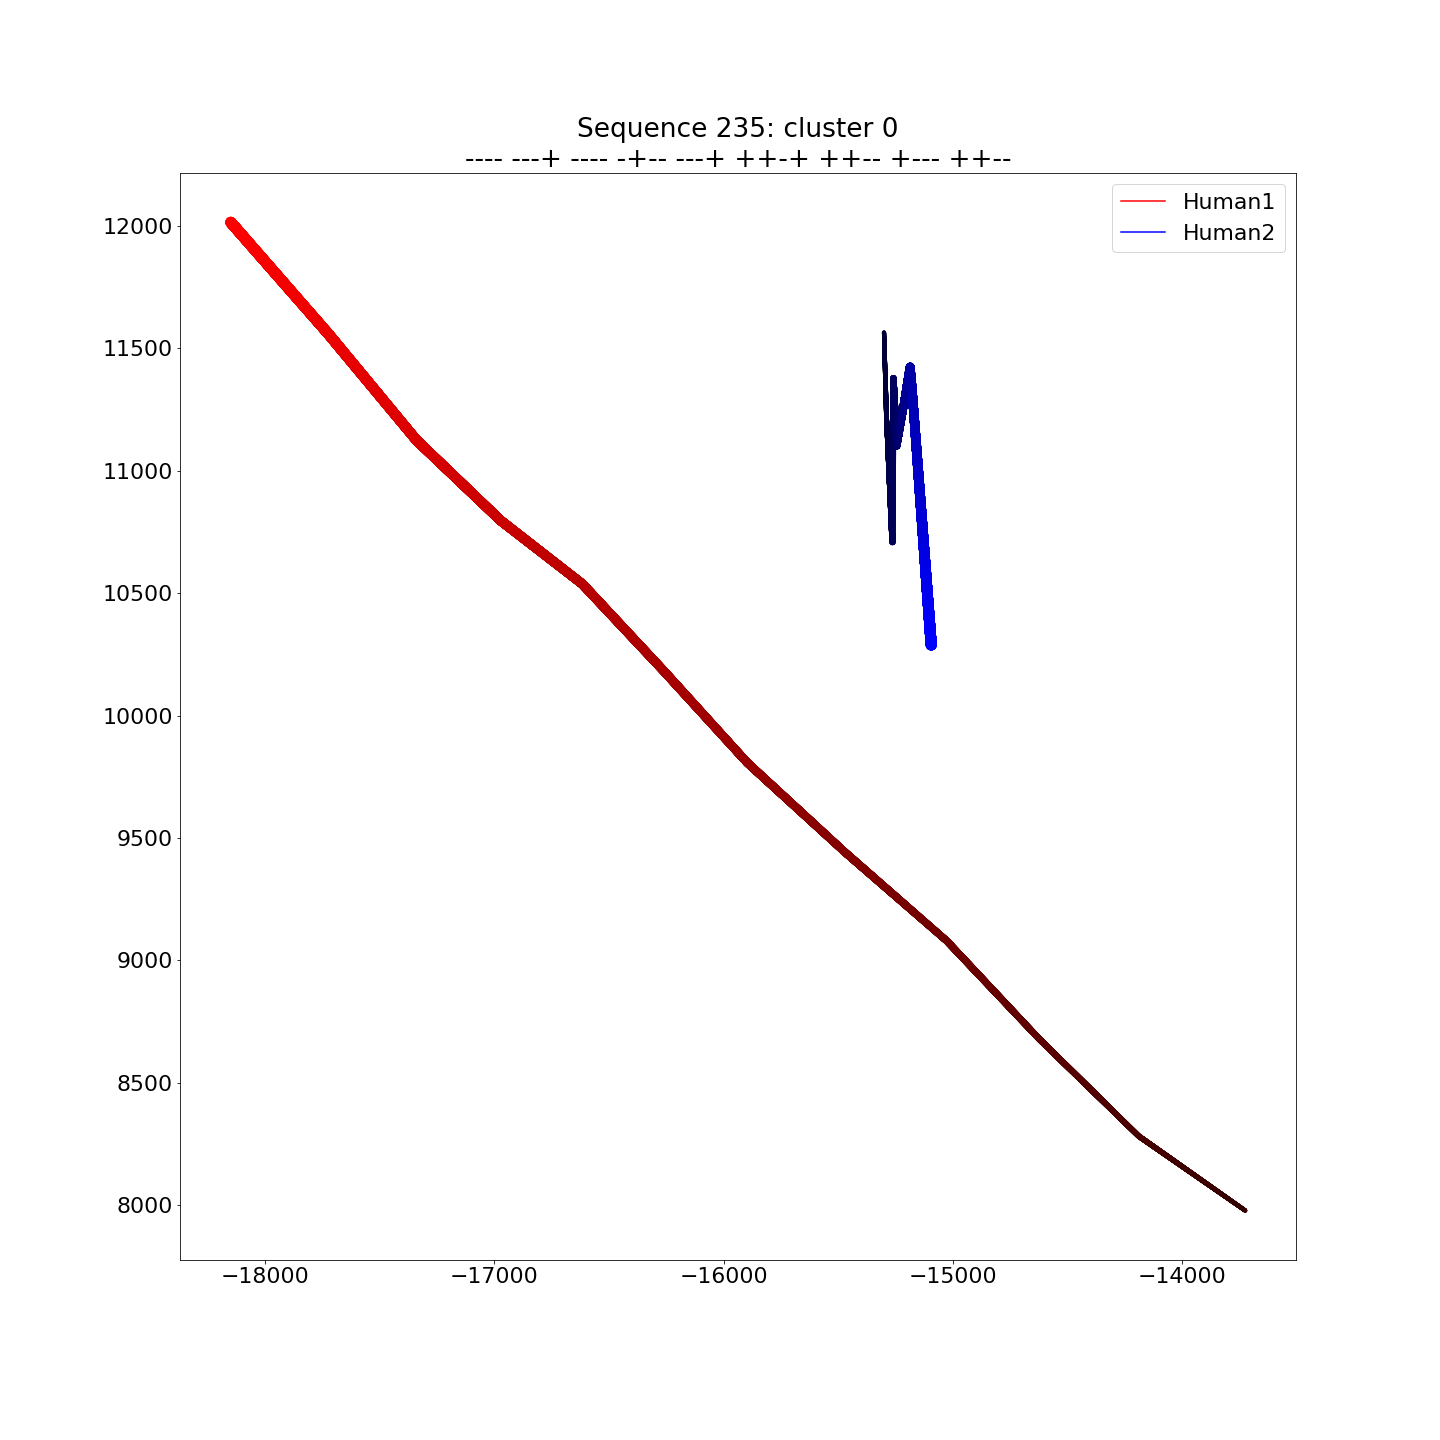 Sequence 235: cluster 0
---- ---+ ---- -+-- ---+ ++-+ ++-- +--- ++--
Human1
Human2
12000
11500
11000
10500
10000
9500
9000
8500
8000
−18000 −17000 −16000 −15000 −14000